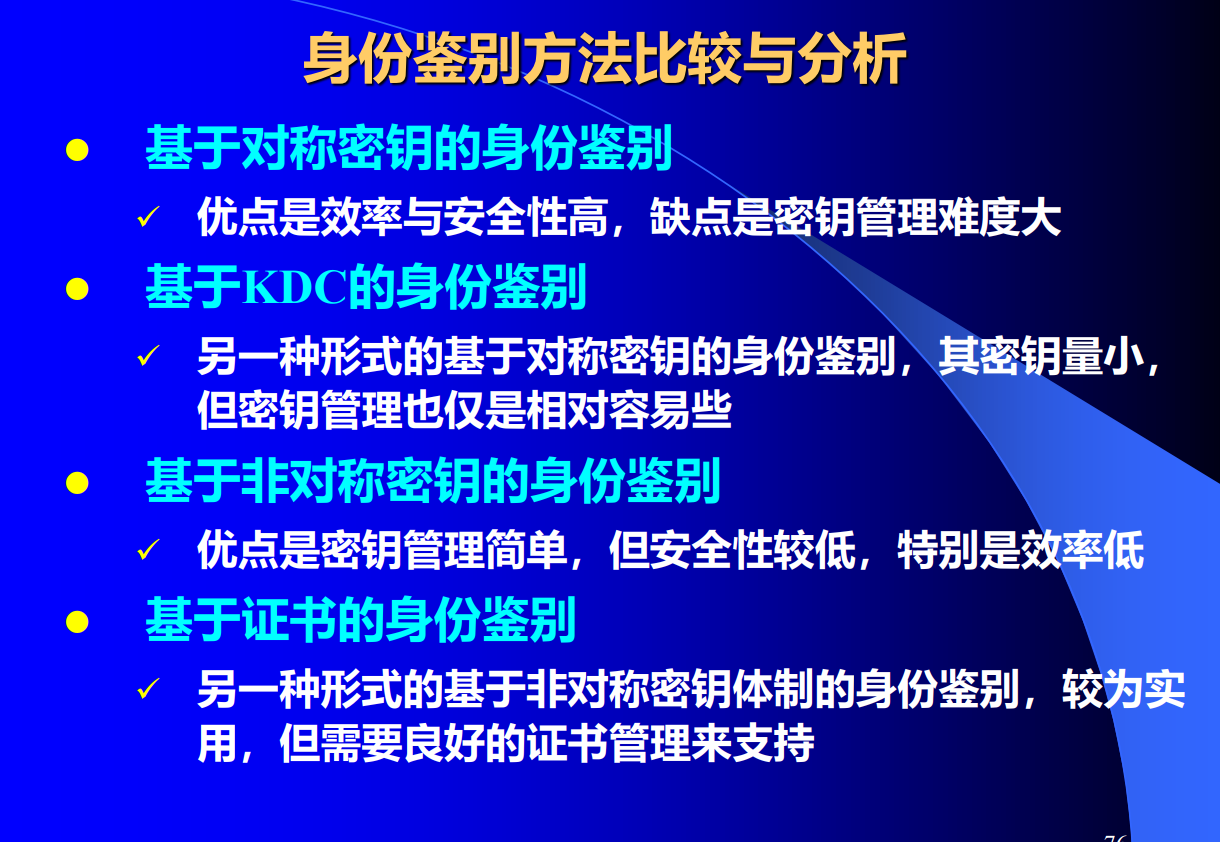 身份鉴别方法比较与分析
基于对称密钥的身份鉴别
优点是效率与安全性高，缺点是密钥管理难度大
基于KDC的身份鉴别
另一种形式的基于对称密钥的身份鉴别，其密钥量小，
但密钥管理也仅是相对容易些
基于非对称密钥的身份鉴别
优点是密钥管理简单，但安全性较低，特别是效率低
基于证书的身份鉴别
另一种形式的基于非对称密钥体制的身份鉴别，较为实
用，但需要良好的证书管理来支持